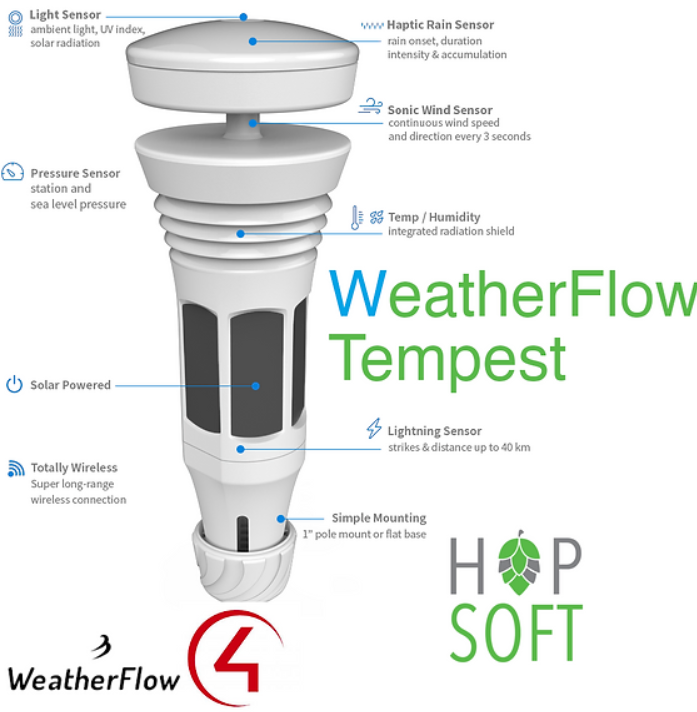 Light Sensor
ambient light, UV index,
solar radiation
Haptic Rain Sensor
rain onset, duration
intensity & accumulation
Sonic Wind Sensor
continuous wind speed
and direction every 3 seconds
Pressure Sensor
station and
sea level pressure
Temp / Humidity
integrated radiation shield
WeatherFlow
Tempest
Solar Powered
Lightning Sensor
strikes & distance up to 40 km
Totally Wireless
Super long-range
wireless connection
Simple Mounting
1" pole mount or flat base
HOP
SOFT
WeatherFlow
4